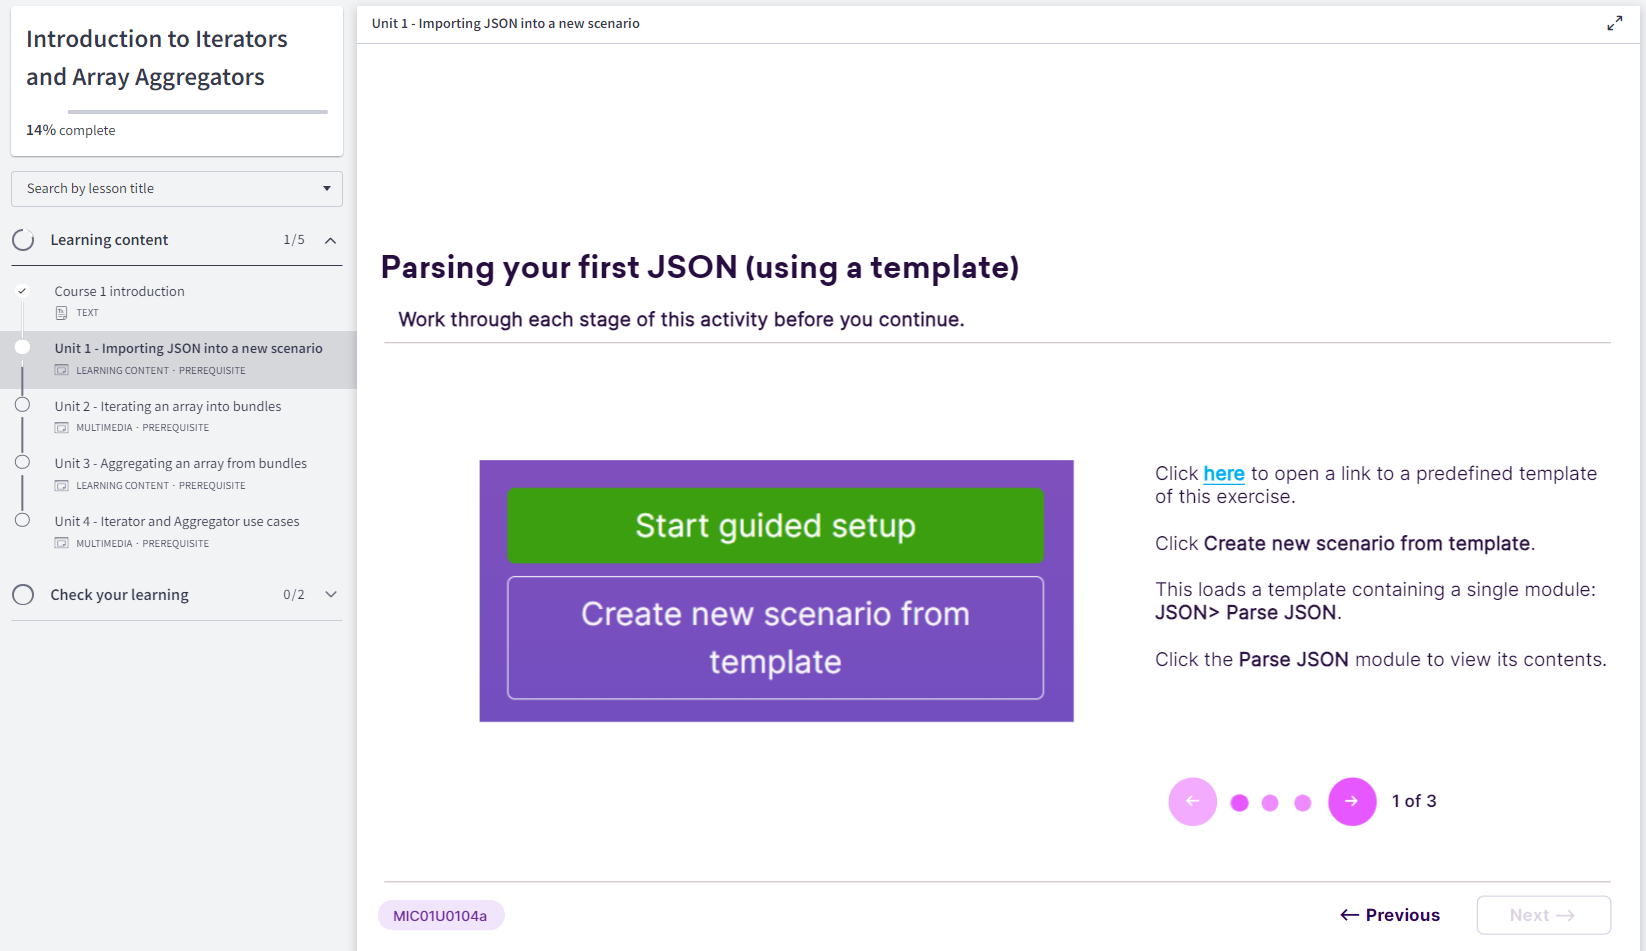 Introduction to Iterators
and Array Aggregators
14% complete
Search by lesson title
Learning content 1/5
Course 1 introduction
TEXT
Unit 1 - Importing JSON into a new scenario
LEARNING CONTENT · PREREQUISITE
Unit 2 - Iterating an array into bundles
MULTIMEDIA · PREREQUISITE
Unit 3 - Aggregating an array from bundles
LEARNING CONTENT · PREREQUISITE
Unit 4 - Iterator and Aggregator use cases
MULTIMEDIA · PREREQUISITE
Check your learning 0/2
Unit 1 - Importing JSON into a new scenario
Parsing your first JSON (using a template)
Work through each stage of this activity before you continue.
Start guided setup
Create new scenario from
template
Click here to open a link to a predefined template
of this exercise.
Click Create new scenario from template.
This loads a template containing a single module:
JSON> Parse JSON.
Click the Parse JSON module to view its contents.
← → 1 of 3
MIC01U0104a
← Previous
Next →